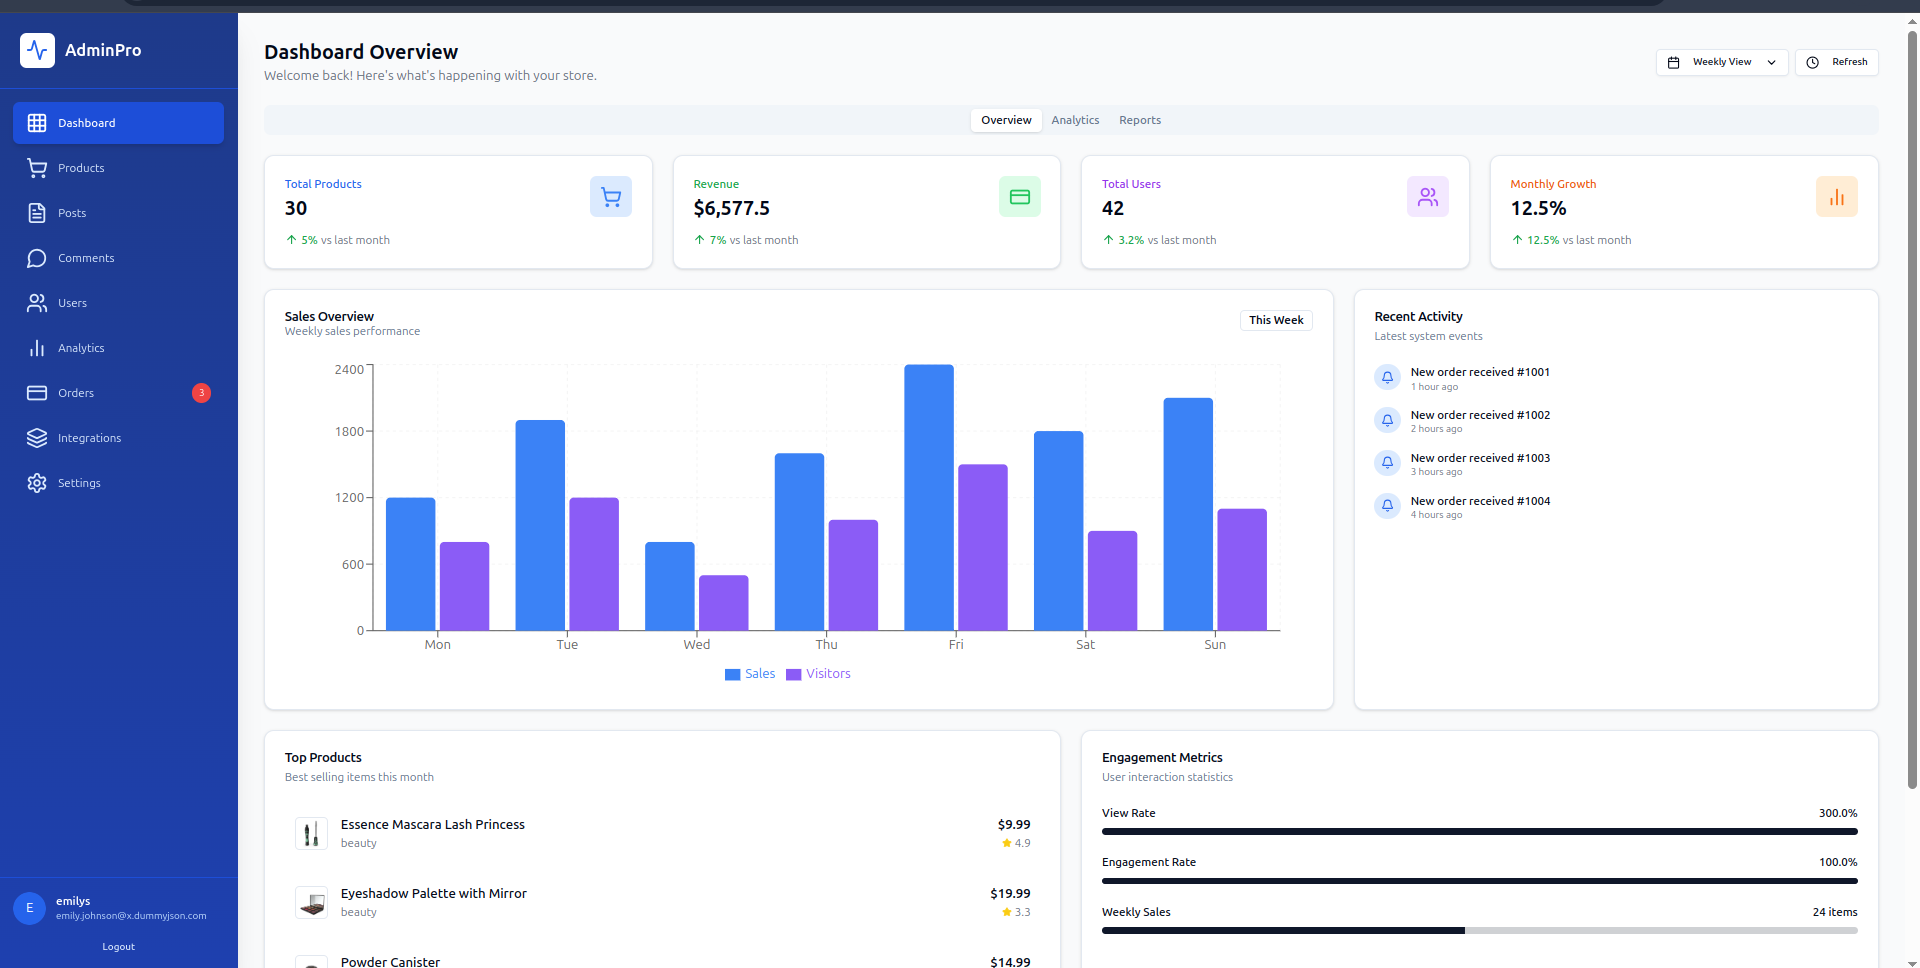 AdminPro
Dashboard
Products
Posts
Comments
Users
Analytics
Orders
3
Integrations
Settings
E
emilys
emily.johnson@x.dummyjson.com
Logout
Dashboard Overview
Welcome back! Here's what's happening with your store.
Weekly View
Refresh
Overview Analytics Reports
Total Products
30
5% vs last month
Revenue
$6,577.5
7% vs last month
Total Users
42
3.2% vs last month
Monthly Growth
12.5%
12.5% vs last month
Sales Overview
Weekly sales performance
This Week
2400
1800
1200
600
0
Mon Tue Wed Thu Fri Sat Sun
Sales Visitors
Recent Activity
Latest system events
New order received #1001
1 hour ago
New order received #1002
2 hours ago
New order received #1003
3 hours ago
New order received #1004
4 hours ago
Top Products
Best selling items this month
Essence Mascara Lash Princess
$9.99
beauty
4.9
Eyeshadow Palette with Mirror
$19.99
beauty
3.3
Powder Canister
$14.99
Engagement Metrics
User interaction statistics
View Rate
300.0%
Engagement Rate
100.0%
Weekly Sales
24 items